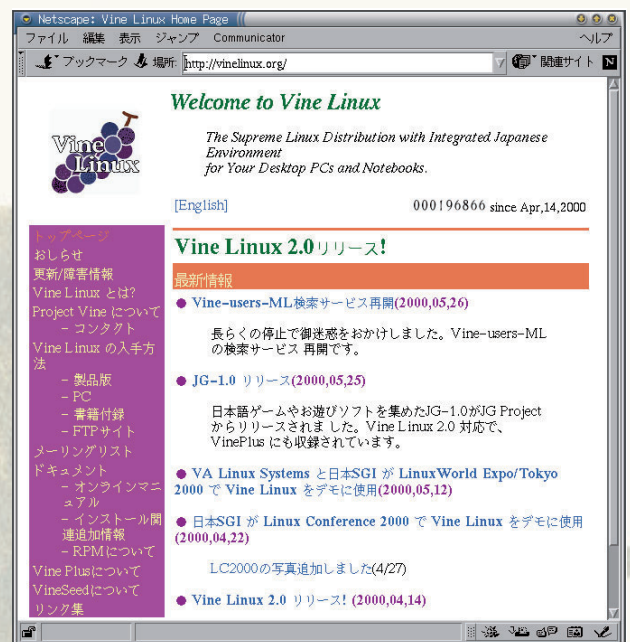 Netscape: Vine Linux Home Page
ファイル 編集 表示 ジャンプ Communicator ヘルプ
ブックマーク 場所: http://vinelinux.org/ 関連サイト N
Vine
Linux
Welcome to Vine Linux
The Supreme Linux Distribution with Integrated Japanese
Environment
for Your Desktop PCs and Notebooks.
[English]
000196866 since Apr,14,2000
トップページ
おしらせ
更新/障害情報
Vine Linux とは?
Project Vine について
- コンタクト
Vine Linux の入手方
法
- 製品版
- PC
- 書籍付録
- FTPサイト
メーリングリスト
ドキュメント
- オンラインマニ
ュアル
- インストール関
連追加情報
- RPMについて
Vine Plusについて
VineSeedについて
リンク集
Vine Linux 2.0リリース!
最新情報
Vine-users-ML検索サービス再開(2000,05,26)
長らくの停止で御迷惑をおかけしました。Vine-users-ML
の検索サービス 再開です。
JG-1.0 リリース(2000,05,25)
日本語ゲームやお遊びソフトを集めたJG-1.0がJG Project
からリリースされま した。Vine Linux 2.0 対応で、
VinePlus にも収録されています。
VA Linux Systems と日本SGI が LinuxWorld Expo/Tokyo
2000 で Vine Linux をデモに使用(2000,05,12)
日本SGI が Linux Conference 2000 で Vine Linux をデモに使用
(2000,04,22)
LC2000の写真追加しました(4/27)
Vine Linux 2.0 リリース! (2000,04,14)